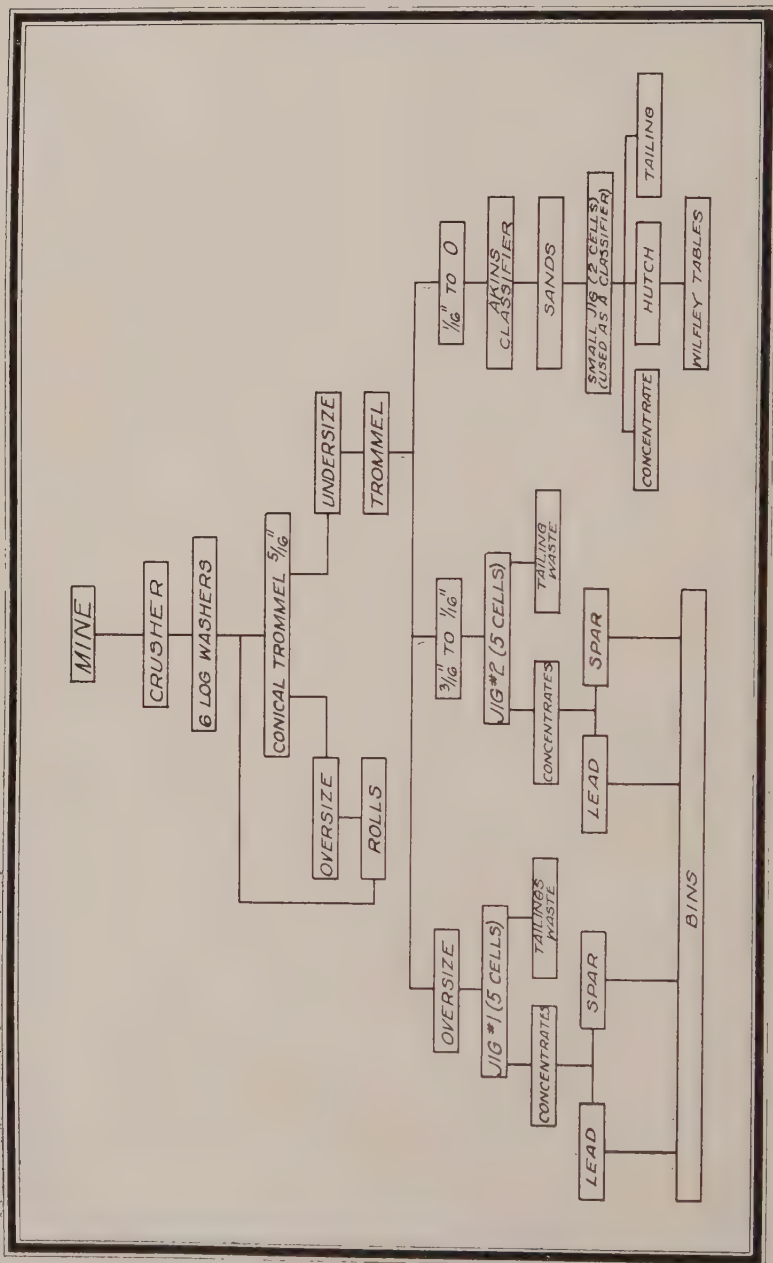 MINE
CRUSHER
6 LOG WASHERS
CONICAL TROMMEL 5/16"
OVERSIZE
UNDERSIZE
ROLLS
TROMMEL
OVERSIZE
3/16" TO 1/16"
1/16" TO O
JIG #1 (5 CELLS)
JIG #2 (5 CELLS)
AKINS
CLASSIFIER
CONCENTRATES
TAILINGS
WASTE
CONCENTRATES
TAILING
WASTE
SANDS
LEAD
SPAR
LEAD
SPAR
SMALL JIG (2 CELLS)
(USED AS A CLASSIFIER)
CONCENTRATE
HUTCH
TAILING
BINS
WILFLEY TABLES